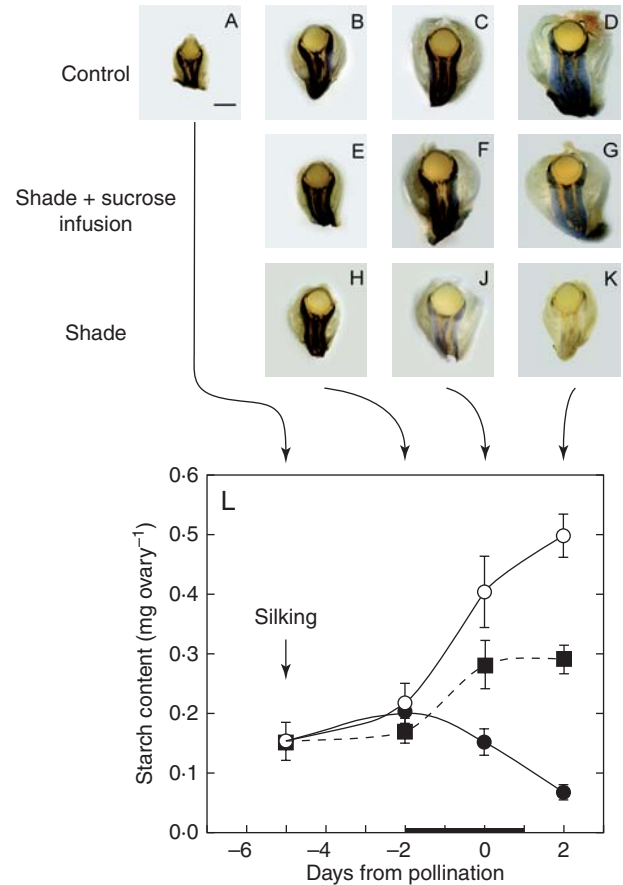 A
B
C
D
Control
E
F
G
Shade + sucrose
infusion
H
J
K
Shade
L
0·6
0·5
0·4
0·3
0·2
0·1
0·0
Starch content (mg ovary⁻¹)
Silking
–6
–4
–2
0
2
Days from pollination